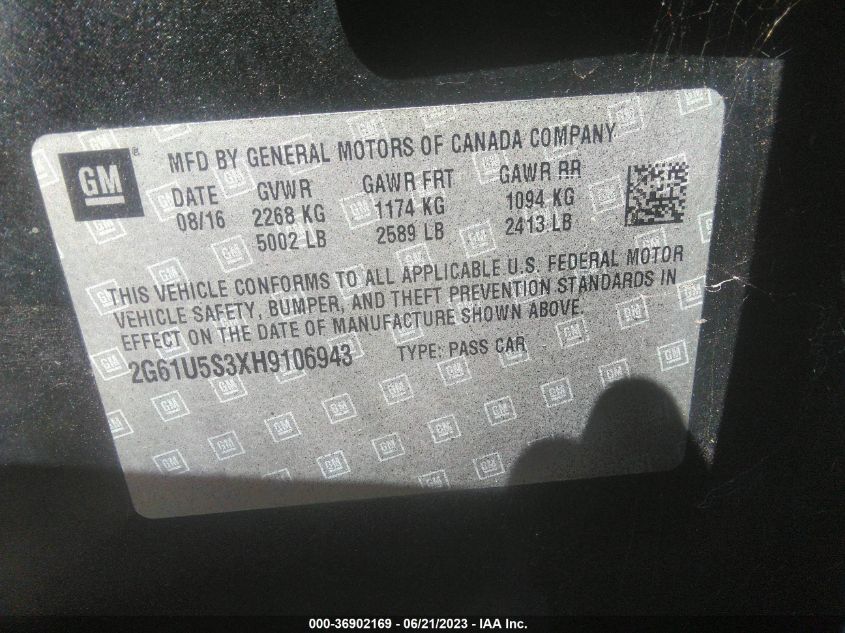 GM
MFD BY GENERAL MOTORS OF CANADA COMPANY
DATE GVWR GAWR FRT GAWR RR
08/16 2268 KG 1174 KG 1094 KG
5002 LB 2589 LB 2413 LB
THIS VEHICLE CONFORMS TO ALL APPLICABLE U.S. FEDERAL MOTOR
VEHICLE SAFETY, BUMPER, AND THEFT PREVENTION STANDARDS IN
EFFECT ON THE DATE OF MANUFACTURE SHOWN ABOVE.
2G61U5S3XH9106943 TYPE: PASS CAR
000-36902169 - 06/21/2023 - IAA Inc.